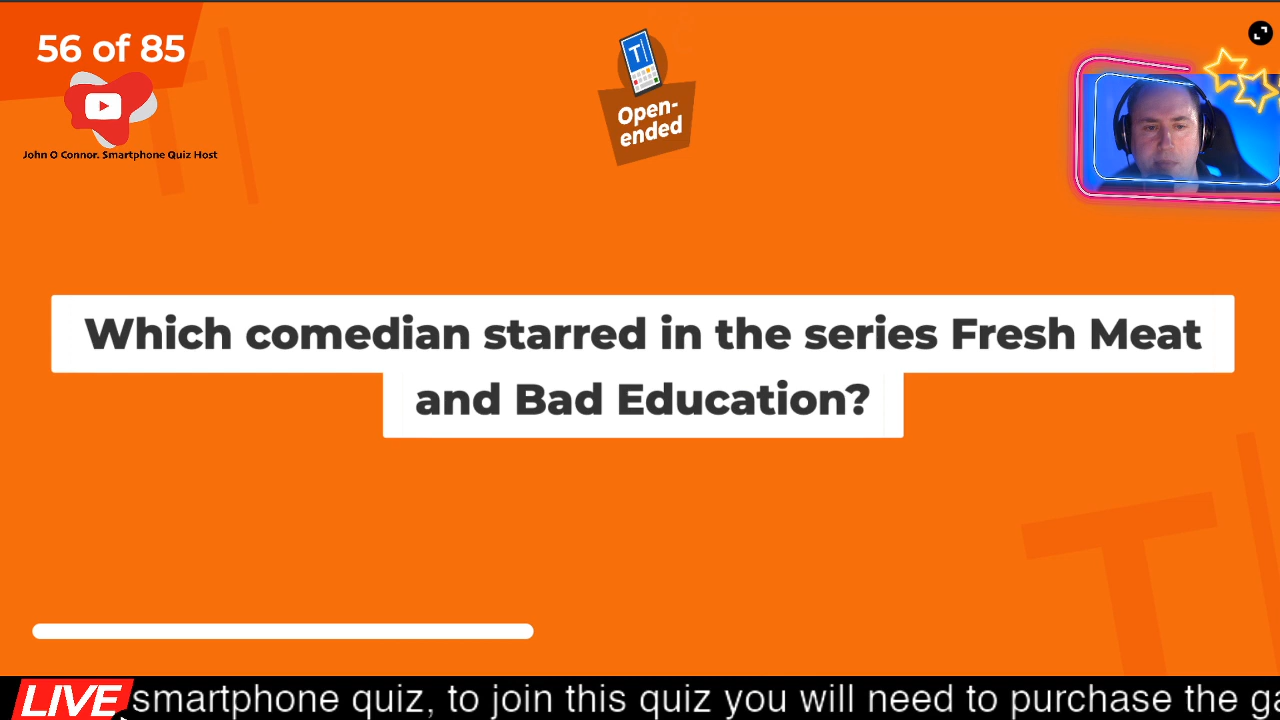 56 of 85
John O Connor. Smartphone Quiz Host
T
Open-
ended
Which comedian starred in the series Fresh Meat
and Bad Education?
T
LIVE smartphone quiz, to join this quiz you will need to purchase the ga